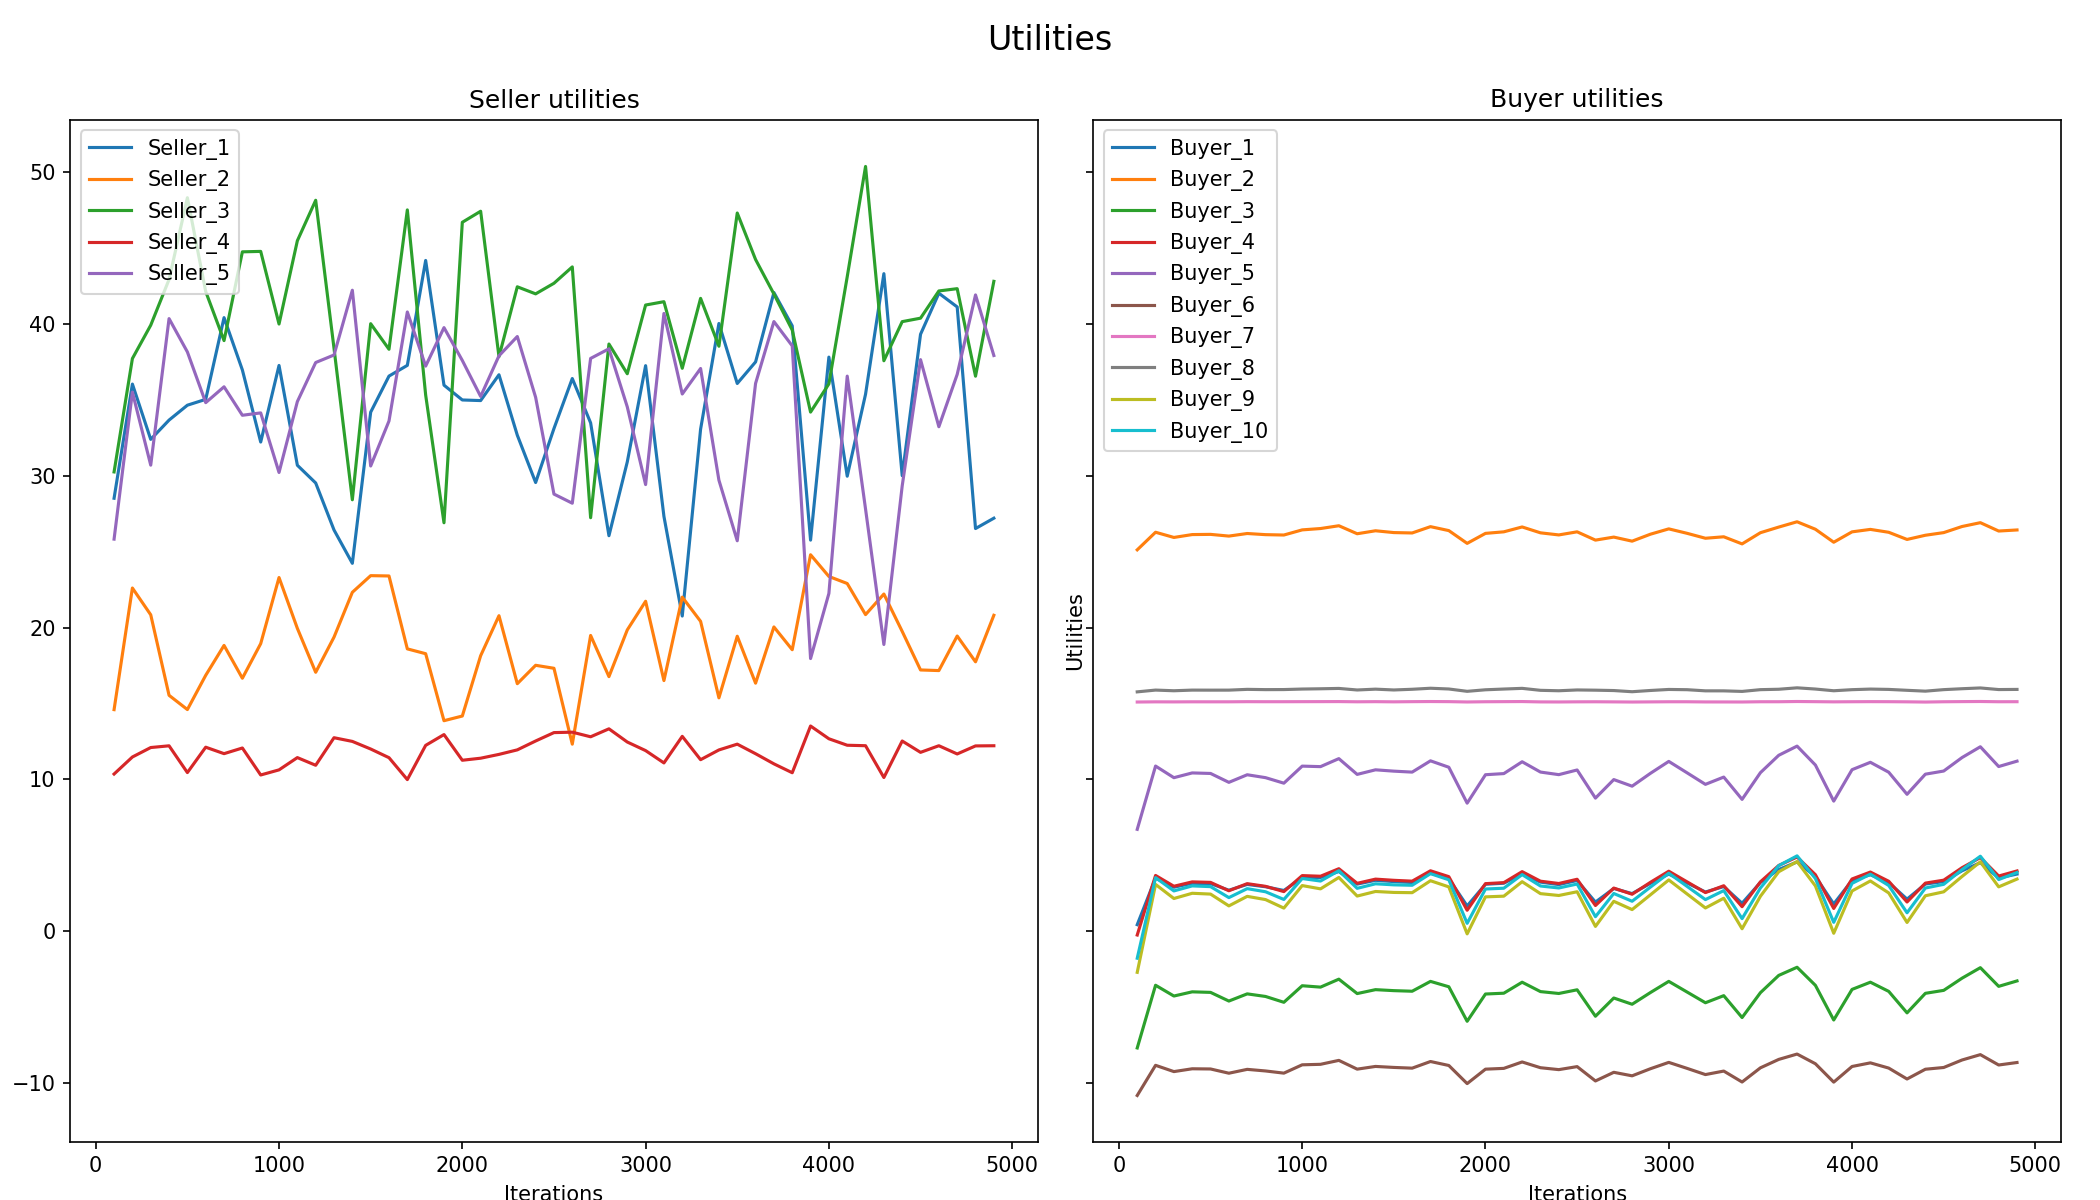 Utilities
Seller utilities
Seller_1
Seller_2
Seller_3
Seller_4
Seller_5
50
40
30
20
10
0
−10
0
1000
2000
3000
4000
5000
Iterations
Buyer utilities
Buyer_1
Buyer_2
Buyer_3
Buyer_4
Buyer_5
Buyer_6
Buyer_7
Buyer_8
Buyer_9
Buyer_10
Utilities
0
1000
2000
3000
4000
5000
Iterations